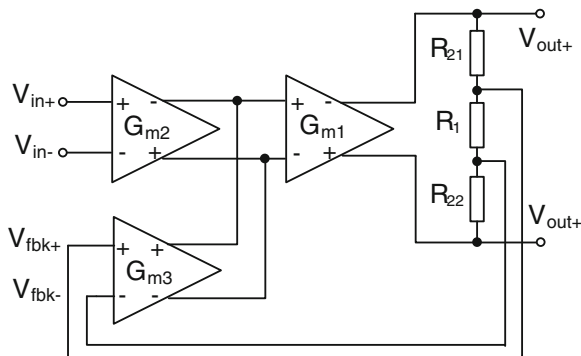 V_out+
R_21
V_in+
+ -
G_m2
+ -
G_m1
R_1
V_in-
- +
- +
R_22
V_out+
V_fbk+
+ +
G_m3
V_fbk-
- -